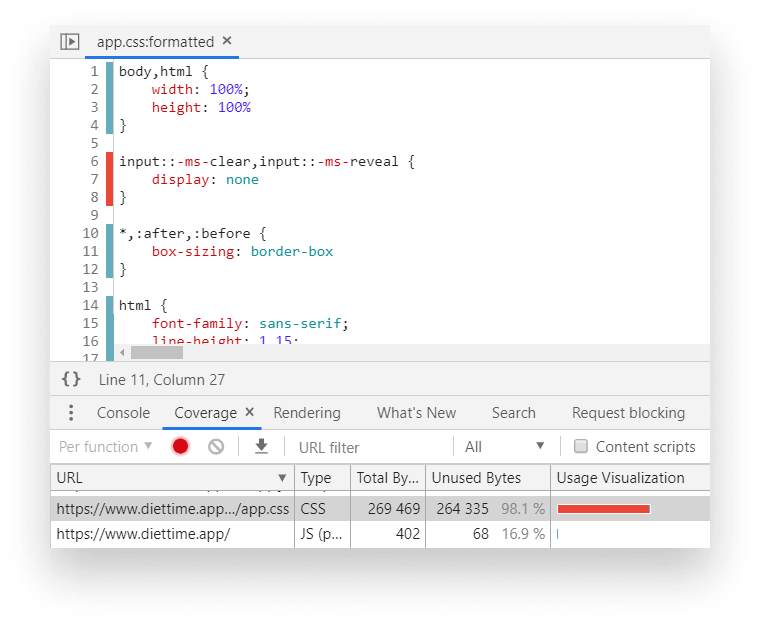 app.css:formatted ×
1 body,html {
2 width: 100%;
3 height: 100%
4 }
5
6 input::-ms-clear,input::-ms-reveal {
7 display: none
8 }
9
10 *,:after,:before {
11 box-sizing: border-box
12 }
13
14 html {
15 font-family: sans-serif;
16 line-height: 1.15;
17
{} Line 11, Column 27
Console Coverage × Rendering What's New Search Request blocking
Per function ▼ URL filter All ▼ Content scripts
URL ▼ Type Total By... Unused Bytes Usage Visualization
https://www.diettime.app.../app.css CSS 269 469 264 335 98.1 %
https://www.diettime.app/ JS (p... 402 68 16.9 %